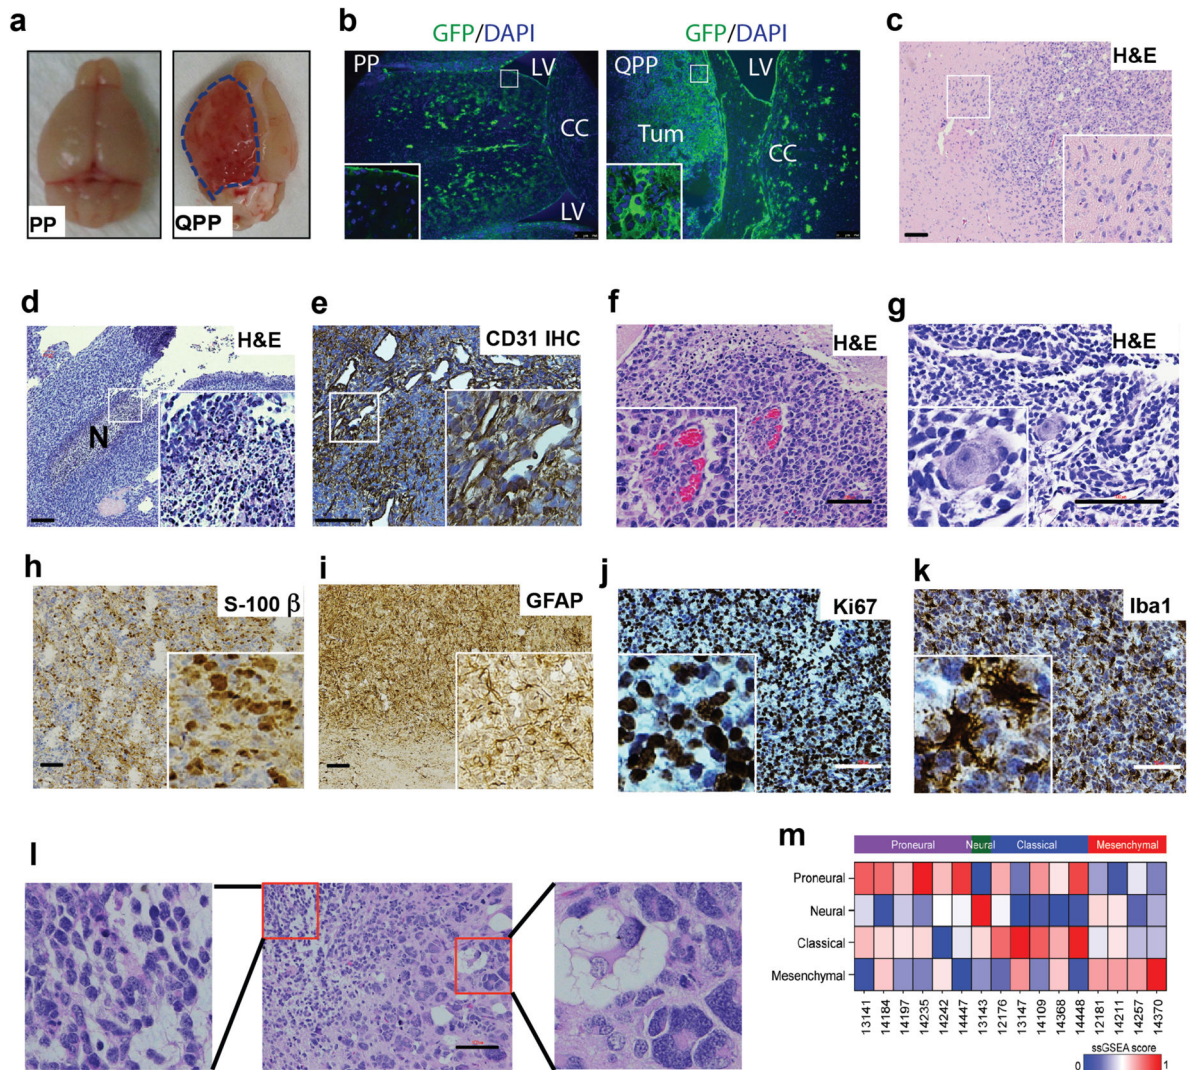 a
b
c
GFP/DAPI
GFP/DAPI
H&E
PP
LV
QPP
LV
Tum
CC
CC
LV
PP
QPP
d
e
f
g
H&E
CD31 IHC
H&E
H&E
N
h
i
j
k
S-100 β
GFAP
Ki67
Iba1
l
m
Proneural
Neural
Classical
Mesenchymal
Proneural
Neural
Classical
Mesenchymal
13141
14184
14197
14235
14242
14447
13143
12176
13147
14109
14368
14448
12181
14211
14257
14370
ssGSEA score
0
1